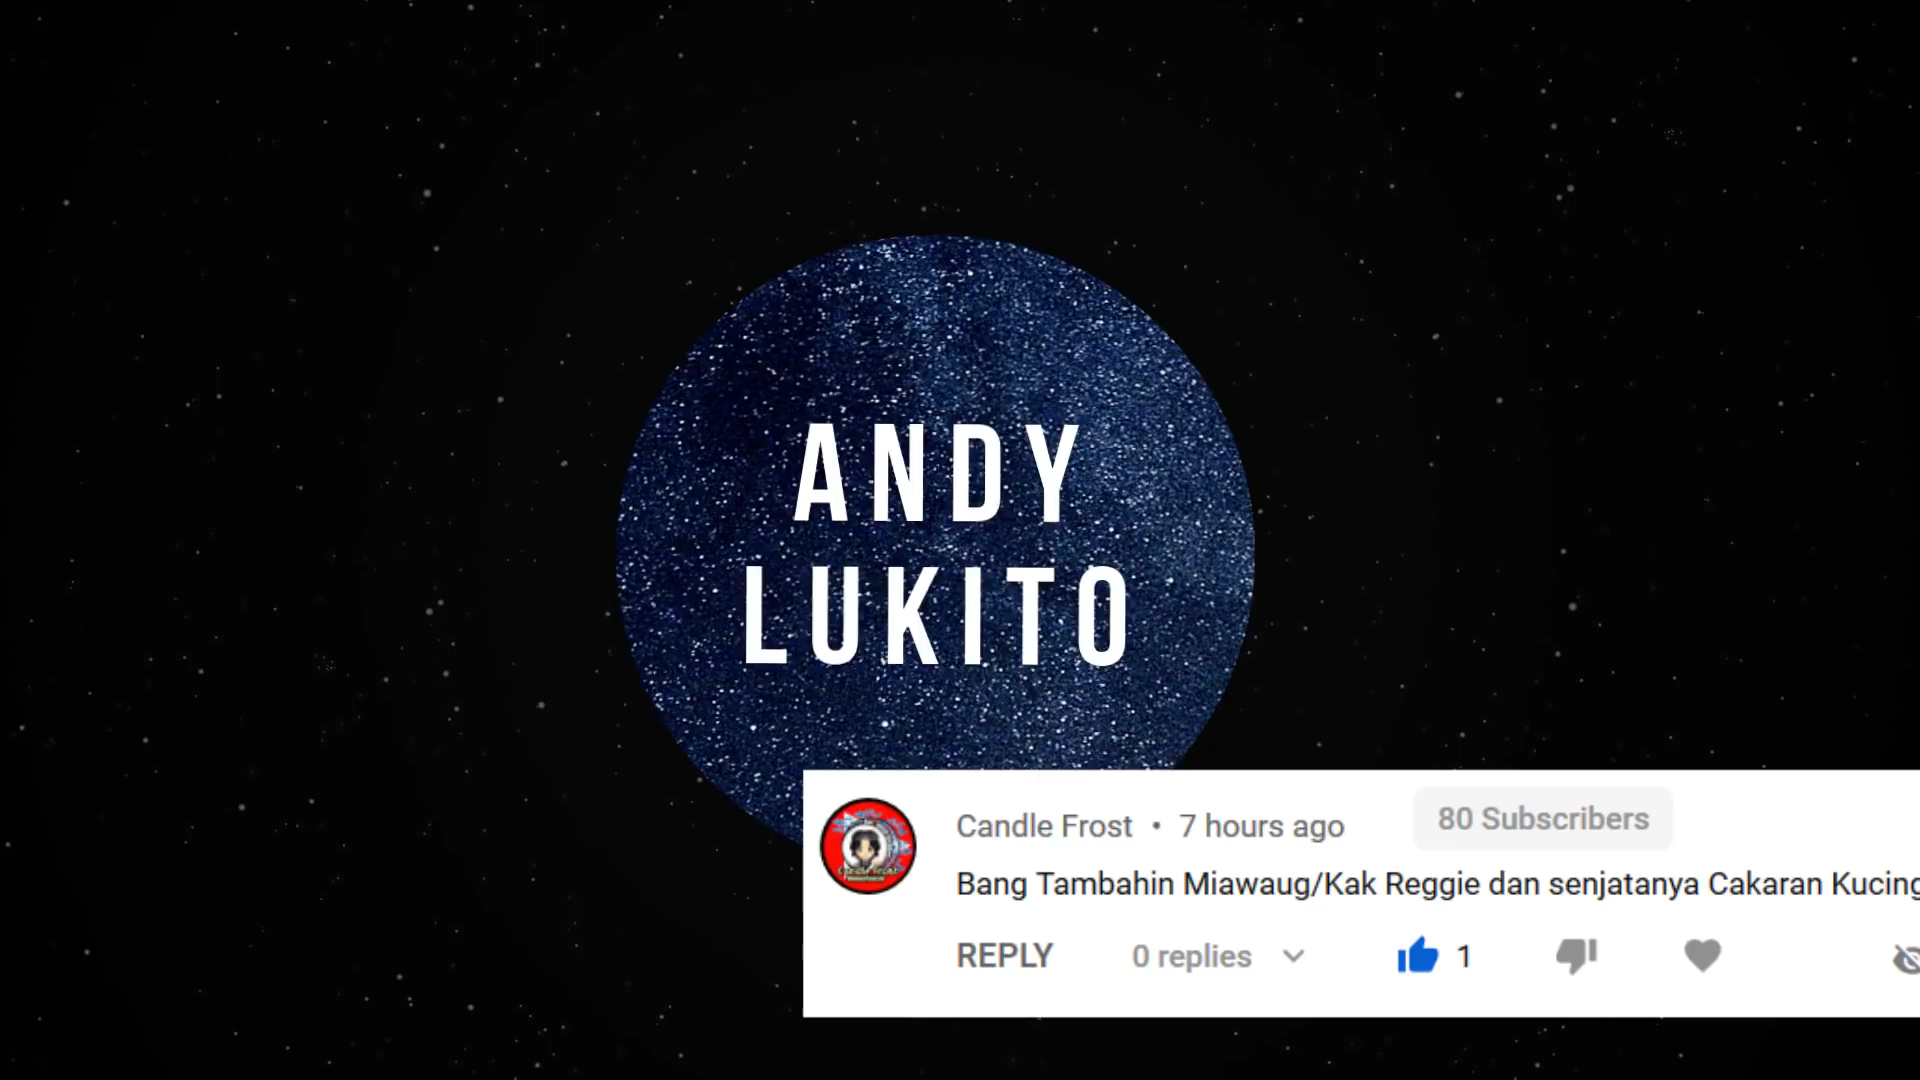 ANDY
LUKITO
Candle Frost • 7 hours ago
80 Subscribers
Bang Tambahin Miawaug/Kak Reggie dan senjatanya Cakaran Kucing
REPLY
0 replies
1